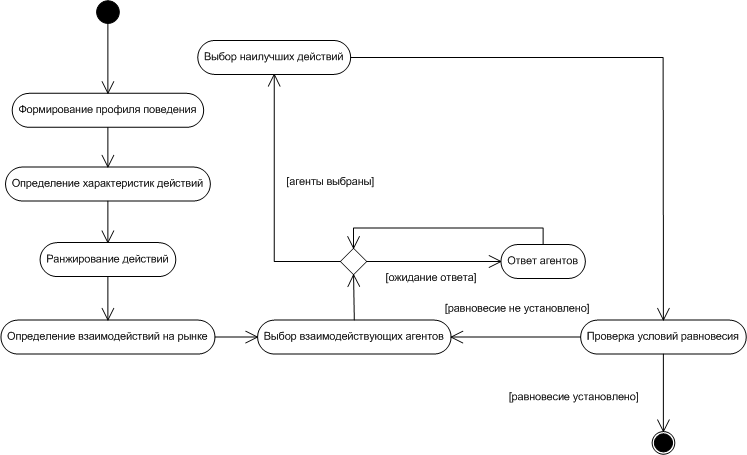 Выбор наилучших действий
Формирование профиля поведения
Определение характеристик действий
[агенты выбраны]
Ранжирование действий
Ответ агентов
[ожидание ответа]
[равновесие не установлено]
Определение взаимодействий на рынке
Выбор взаимодействующих агентов
Проверка условий равновесия
[равновесие установлено]